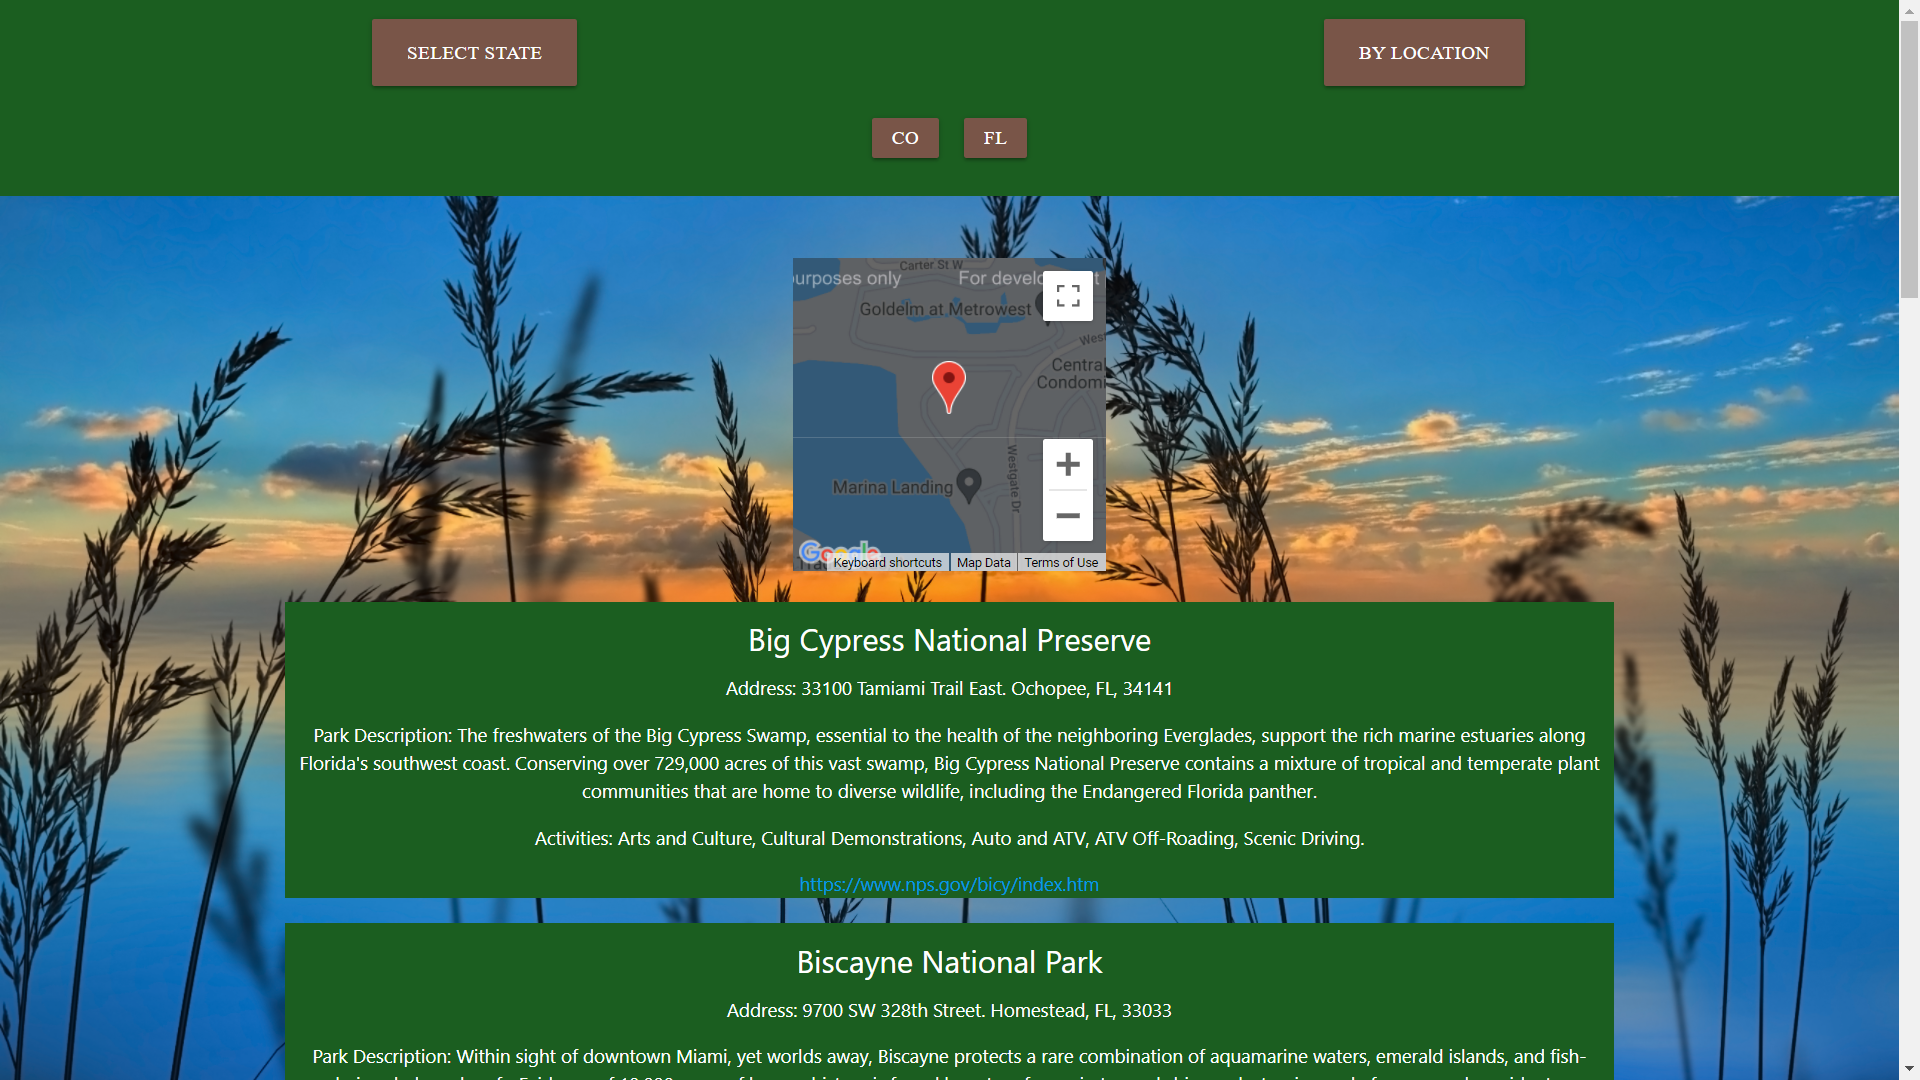 SELECT STATE
BY LOCATION
CO
FL
Carter St W
purposes only
For develo
t
Goldelm at Metrowest
West
Central
Condomi
Westgate Dr
Marina Landing
Google
Keyboard shortcuts
Map Data
Terms of Use
Big Cypress National Preserve
Address: 33100 Tamiami Trail East. Ochopee, FL, 34141
Park Description: The freshwaters of the Big Cypress Swamp, essential to the health of the neighboring Everglades, support the rich marine estuaries along
Florida's southwest coast. Conserving over 729,000 acres of this vast swamp, Big Cypress National Preserve contains a mixture of tropical and temperate plant
communities that are home to diverse wildlife, including the Endangered Florida panther.
Activities: Arts and Culture, Cultural Demonstrations, Auto and ATV, ATV Off-Roading, Scenic Driving.
https://www.nps.gov/bicy/index.htm
Biscayne National Park
Address: 9700 SW 328th Street. Homestead, FL, 33033
Park Description: Within sight of downtown Miami, yet worlds away, Biscayne protects a rare combination of aquamarine waters, emerald islands, and fish-